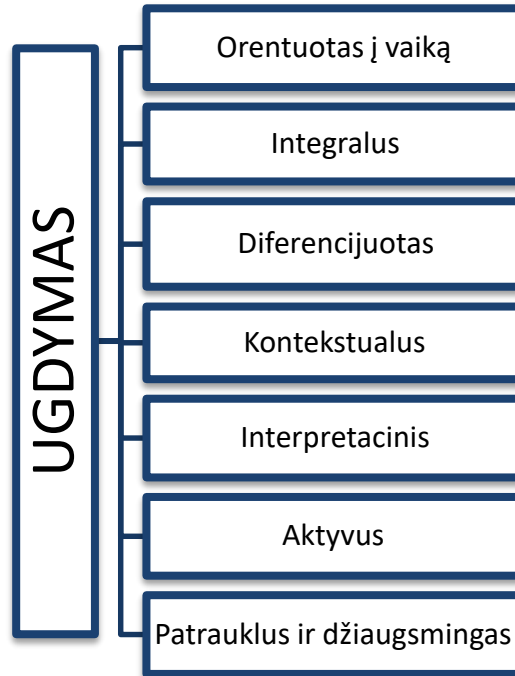 UGDYMAS
Orentuotas į vaiką
Integralus
Diferencijuotas
Kontekstualus
Interpretacinis
Aktyvus
Patrauklus ir džiaugsmingas